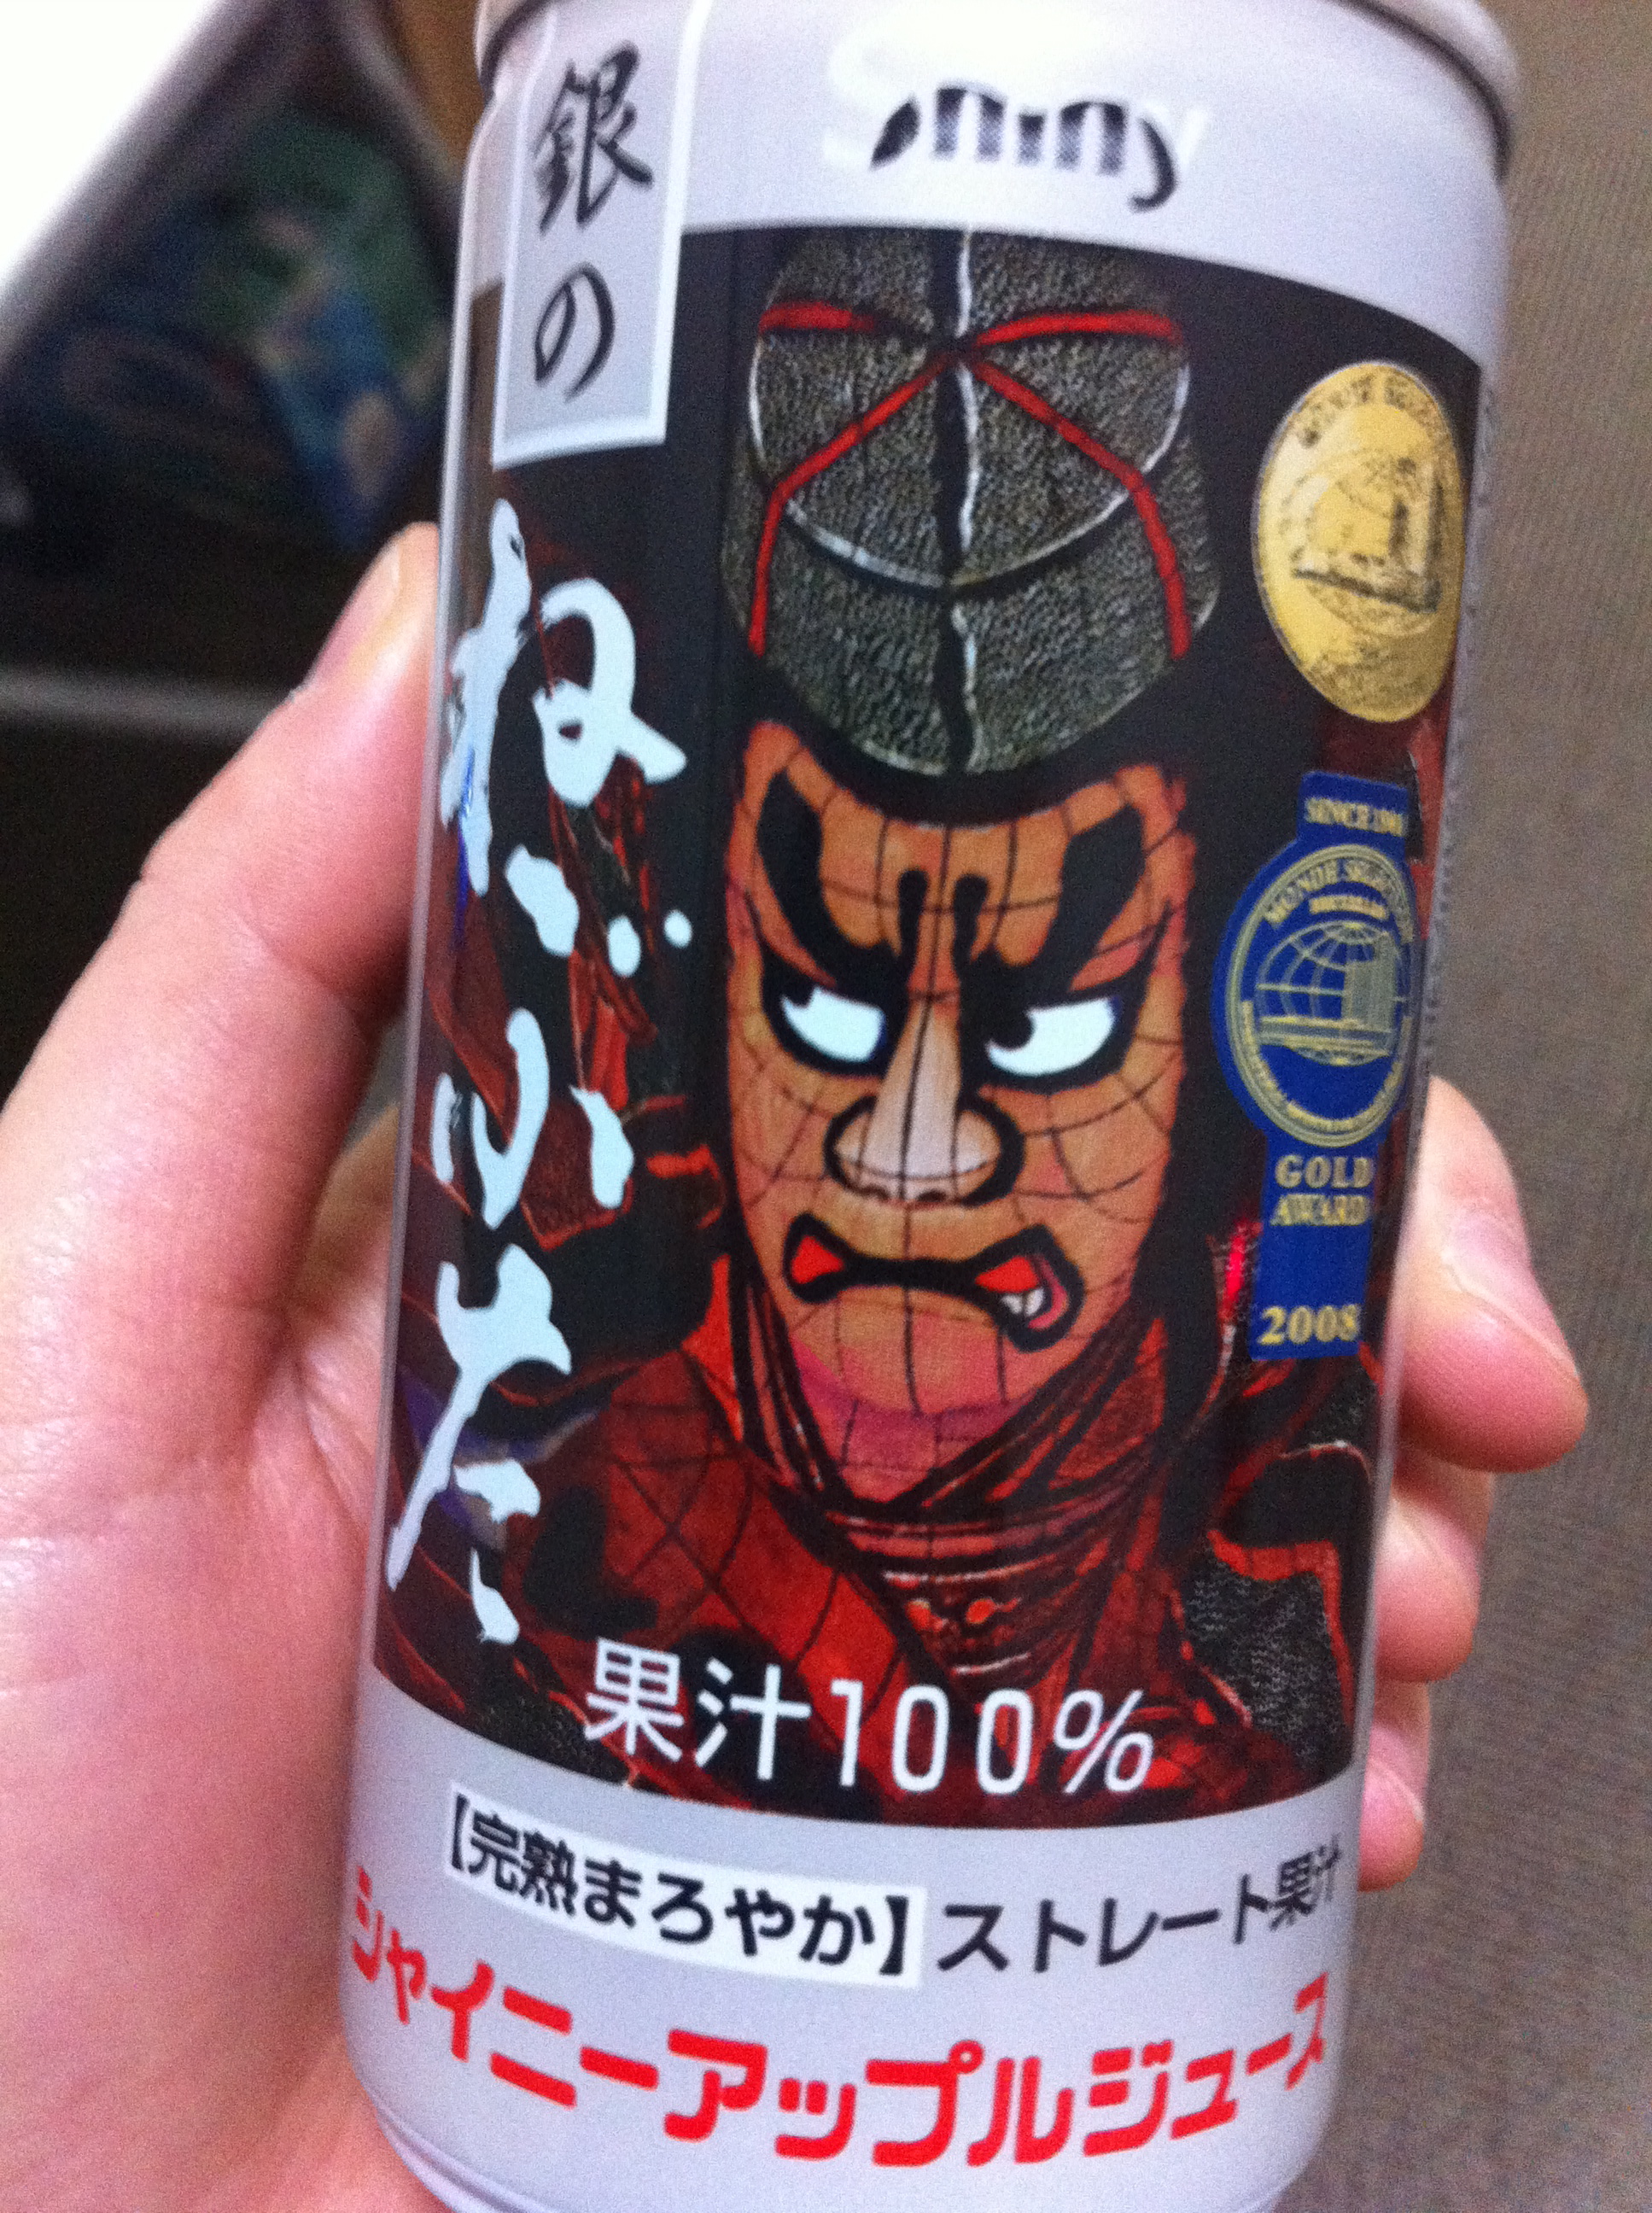 Shiny
銀の
ねぶた
果汁100%
【完熟まろやか】ストレート果汁
シャイニーアップルジュース
MONDE SELECTION
GOLD
AWARD
2008